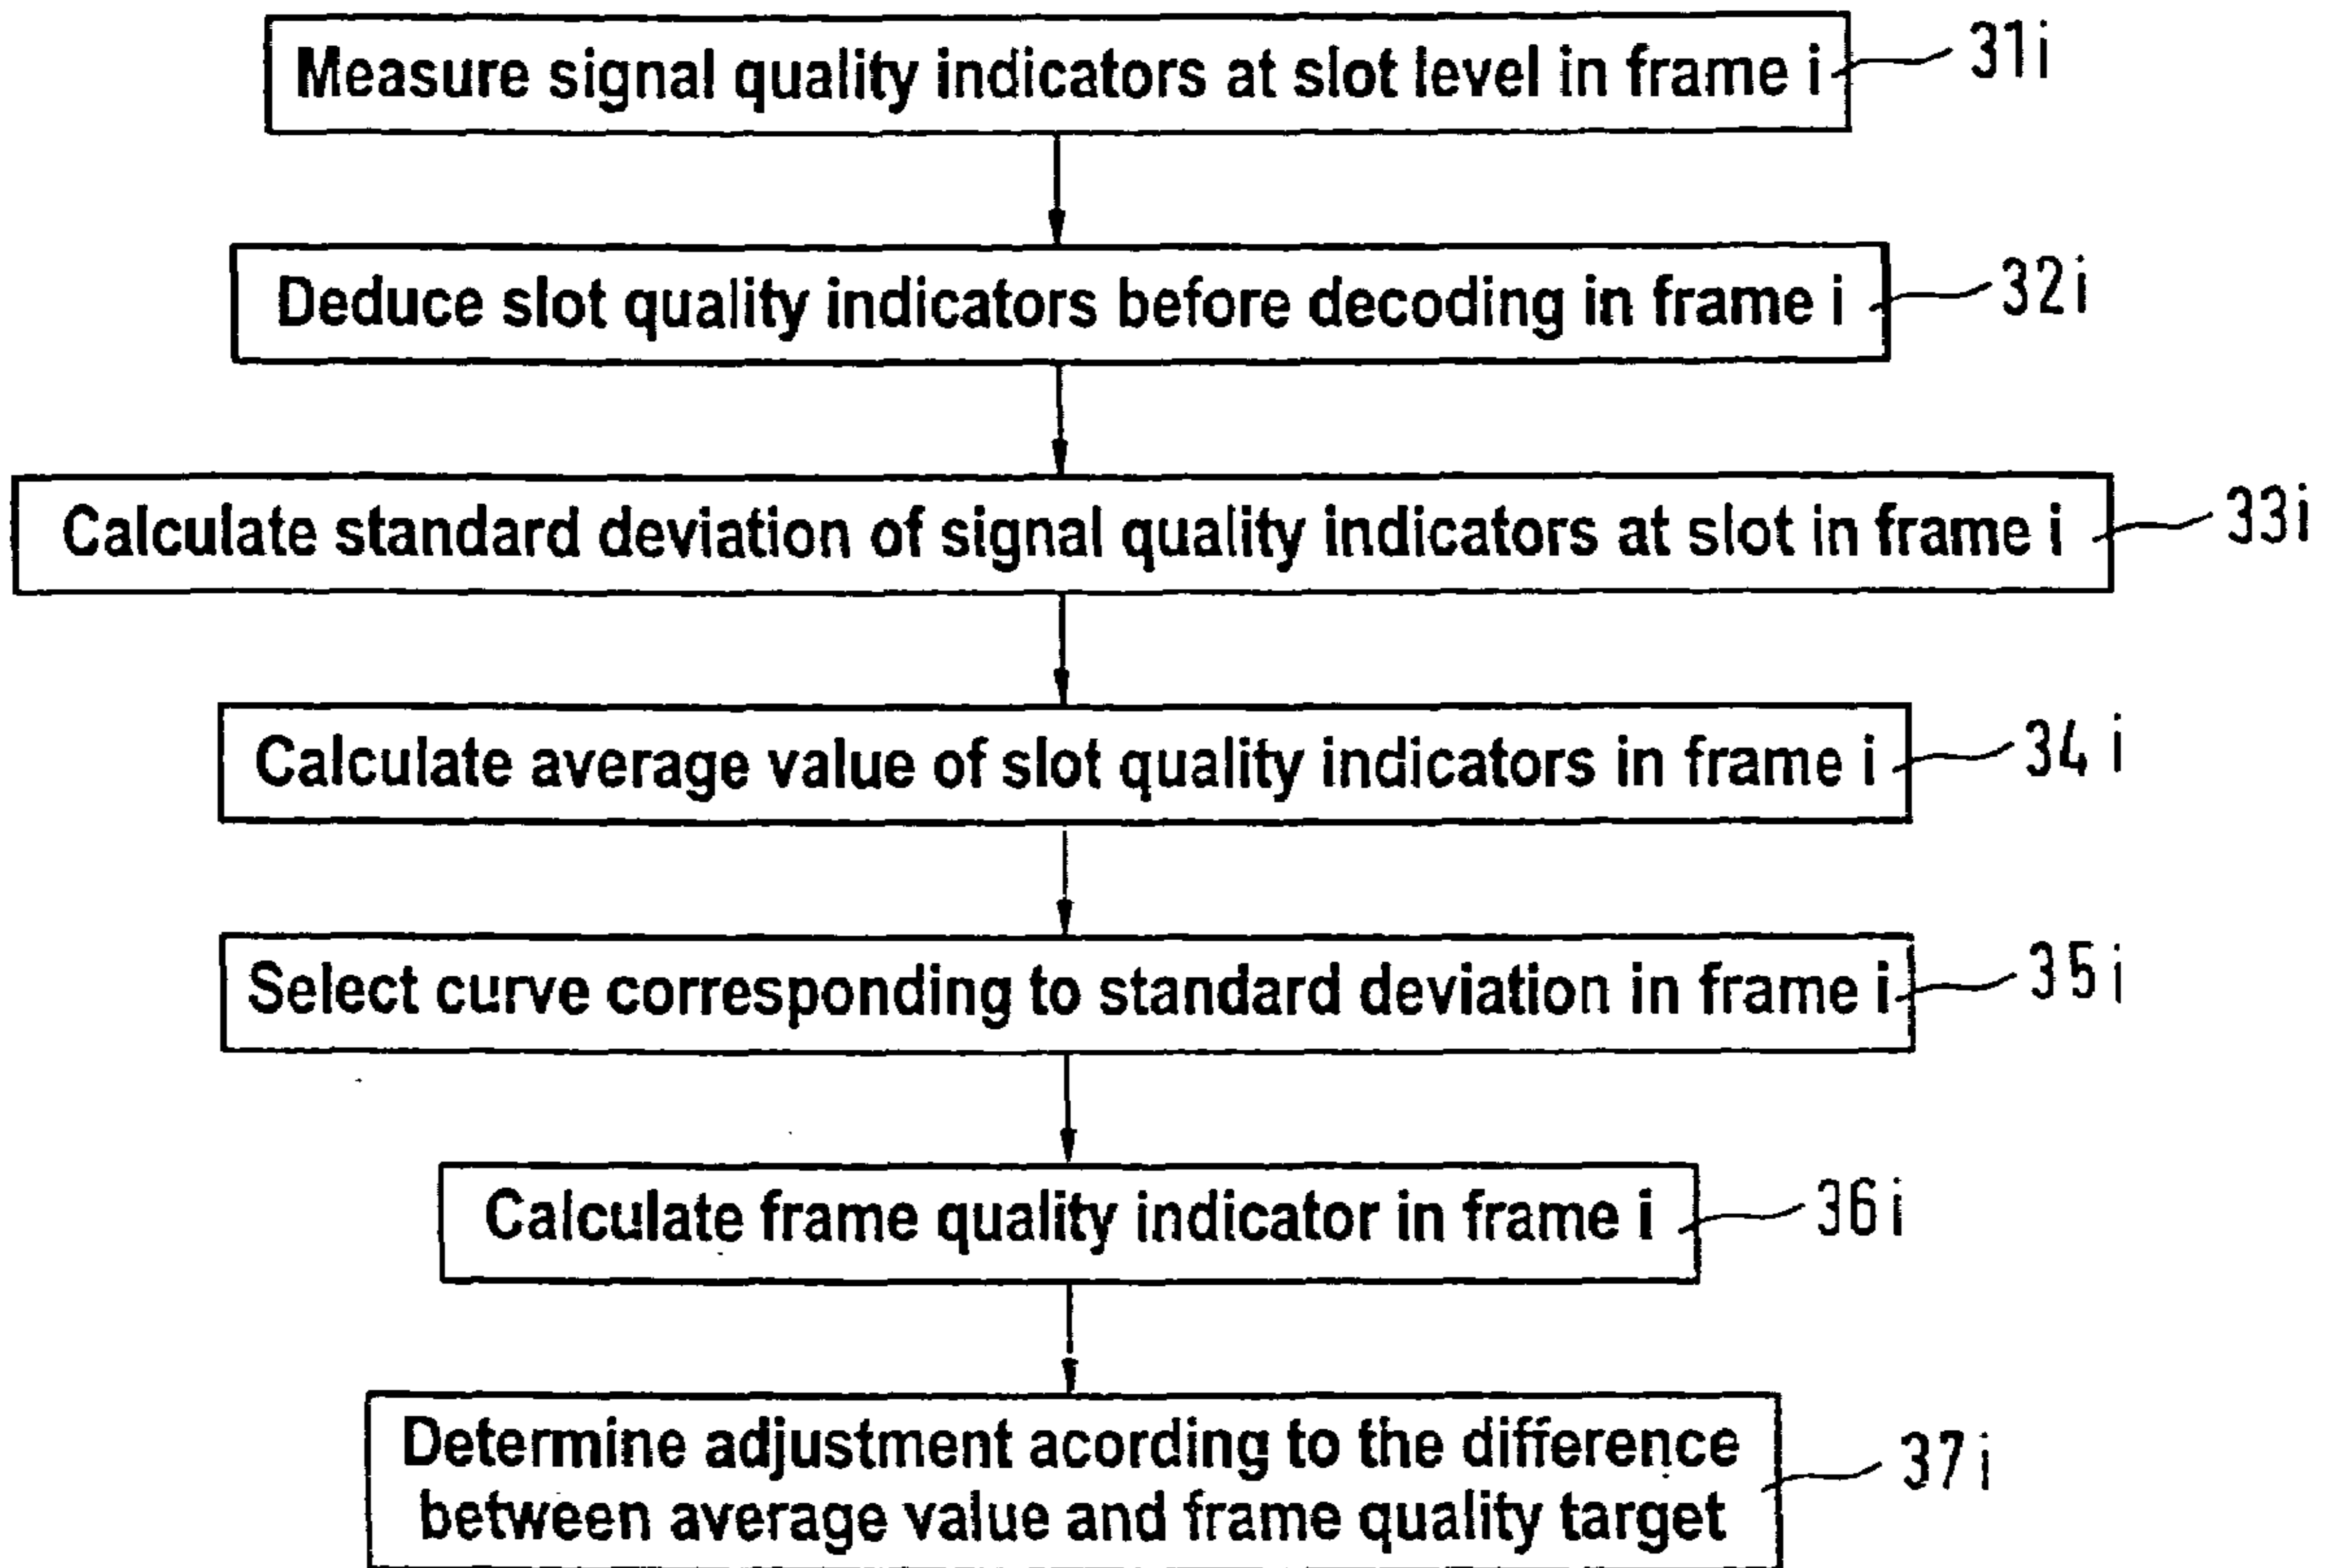 Measure signal quality indicators at slot level in frame i
31i
Deduce slot quality indicators before decoding in frame i
32i
Calculate standard deviation of signal quality indicators at slot in frame i
33i
Calculate average value of slot quality indicators in frame i
34 i
Select curve corresponding to standard deviation in frame i
35 i
Calculate frame quality indicator in frame i
36 i
Determine adjustment acording to the difference
between average value and frame quality target
37 i